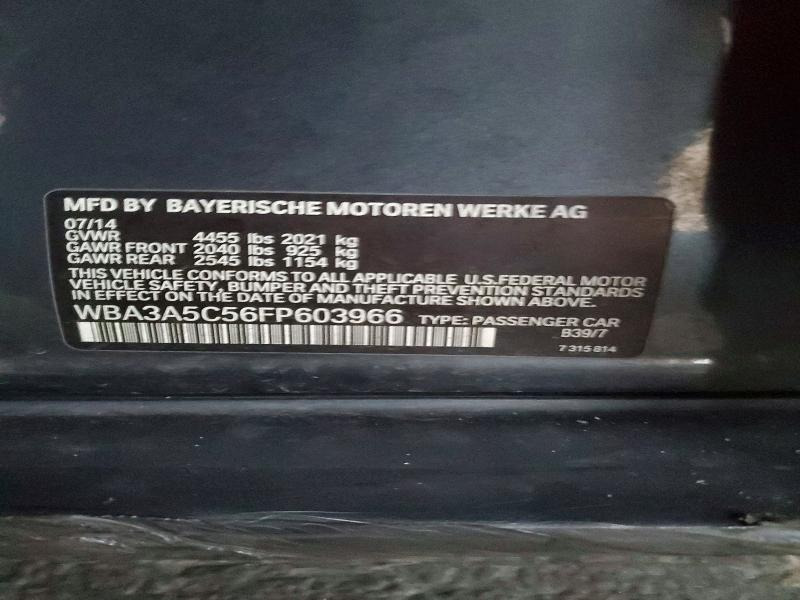 MFD BY BAYERISCHE MOTOREN WERKE AG
07/14
GVWR 4455 lbs 2021 kg
GAWR FRONT 2040 lbs 925 kg
GAWR REAR 2545 lbs 1154 kg
THIS VEHICLE CONFORMS TO ALL APPLICABLE U.S.FEDERAL MOTOR
VEHICLE SAFETY, BUMPER AND THEFT PREVENTION STANDARDS
IN EFFECT ON THE DATE OF MANUFACTURE SHOWN ABOVE.
WBA3A5C56FP603966 TYPE: PASSENGER CAR
B39/7
7 315 814